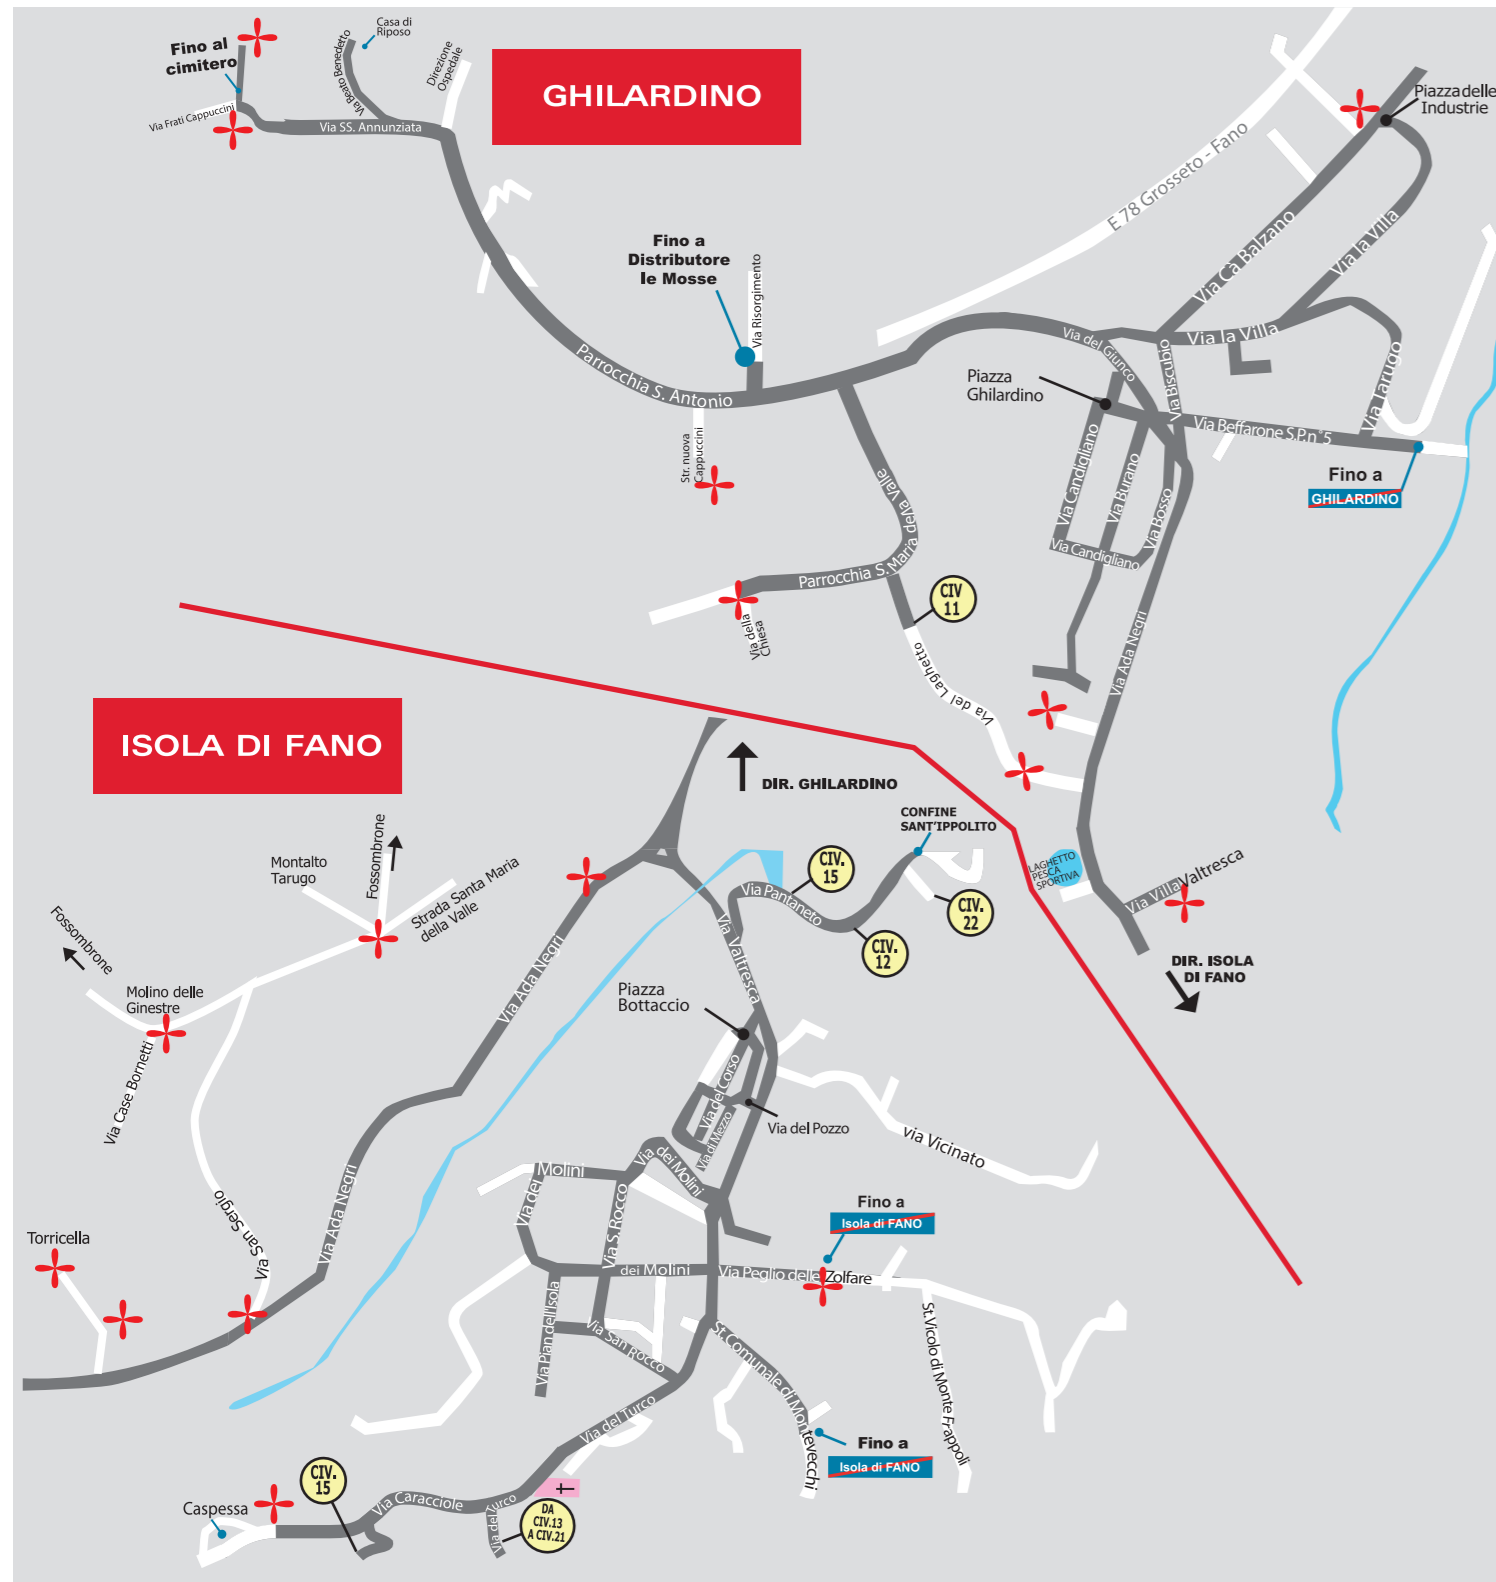 Fino al
cimitero
Casa di
Riposo
Via Beato Benedetto
Direzione
Ospedale
GHILARDINO
Via Frati Cappuccini
Via SS. Annunziata
E 78 Grosseto - Fano
Piazza delle
Industrie
Fino a
Distributore
le Mosse
Via Risorgimento
Via Cà Balzano
Via la Villa
Parrocchia S. Antonio
Via del Giunco
Via Biscubio
Via la Villa
Via Tarugo
Piazza
Ghilardino
Via Beffarone S.P.n°5
Str. nuova
Cappuccini
Via Candigliano
Via Burano
Via Bosso
Via Candigliano
Fino a
GHILARDINO
Parrocchia S. Maria della Valle
Via della
Chiesa
CIV
11
Via del Laghetto
Via Ada Negri
ISOLA DI FANO
DIR. GHILARDINO
CONFINE
SANT'IPPOLITO
LAGHETTO
PESCA
SPORTIVA
Via Villa Valtresca
DIR. ISOLA
DI FANO
Montalto
Tarugo
Fossombrone
Strada Santa Maria
della Valle
CIV.
15
Via Pantaneto
CIV.
22
CIV.
12
Fossombrone
Molino delle
Ginestre
Via Case Bornetti
Via Ada Negri
Via Valtresca
Piazza
Bottaccio
Via del Corso
Via di Mezzo
Via del Pozzo
via Vicinato
Via San Sergio
Via Ada Negri
Torricella
Via dei Molini
Via dei Molini
Via S. Rocco
Fino a
Isola di FANO
dei Molini
Via Peglio delle Zolfare
Via Pian dell'Isola
Via San Rocco
St. Comunale di Montevecchi
St.Vicolo di Monte Frappoli
Via del Turco
Fino a
Isola di FANO
CIV.
15
Caspessa
Via Caracciole
Via del Turco
DA
CIV.13
A CIV.21